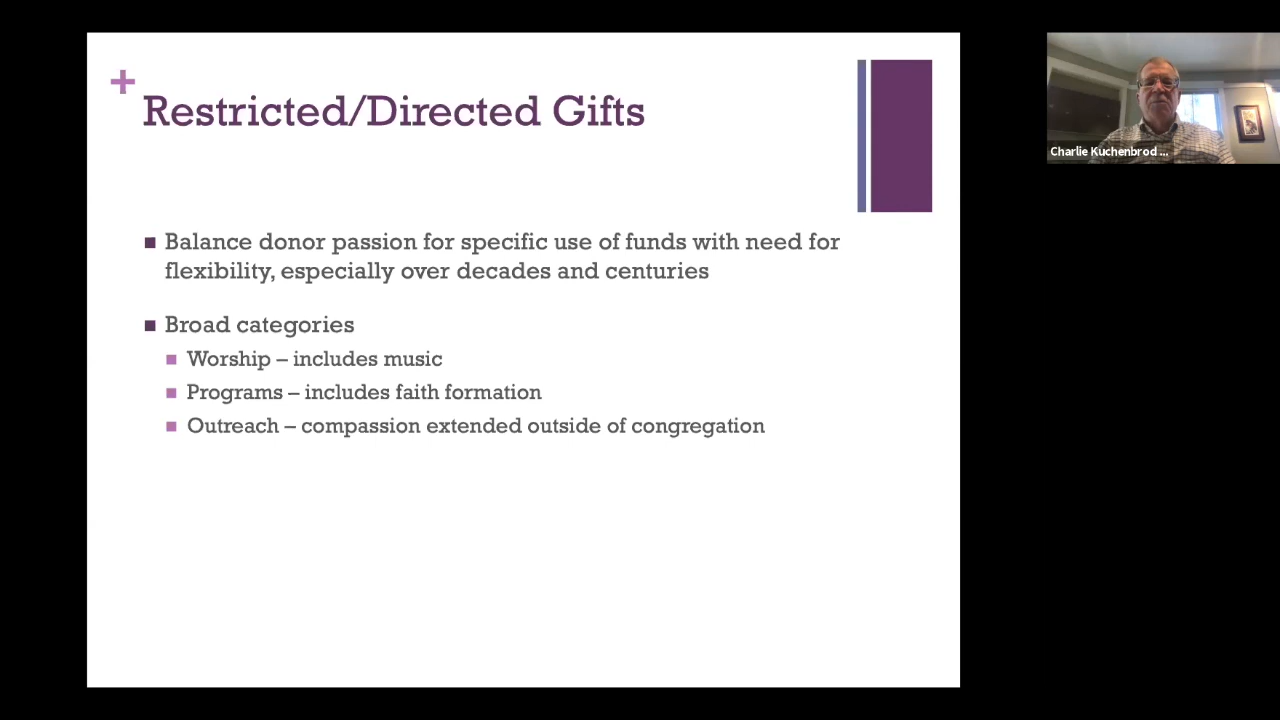 +
Restricted/Directed Gifts
Balance donor passion for specific use of funds with need for
flexibility, especially over decades and centuries
Broad categories
Worship – includes music
Programs – includes faith formation
Outreach – compassion extended outside of congregation
Charlie Kuchenbrod ...